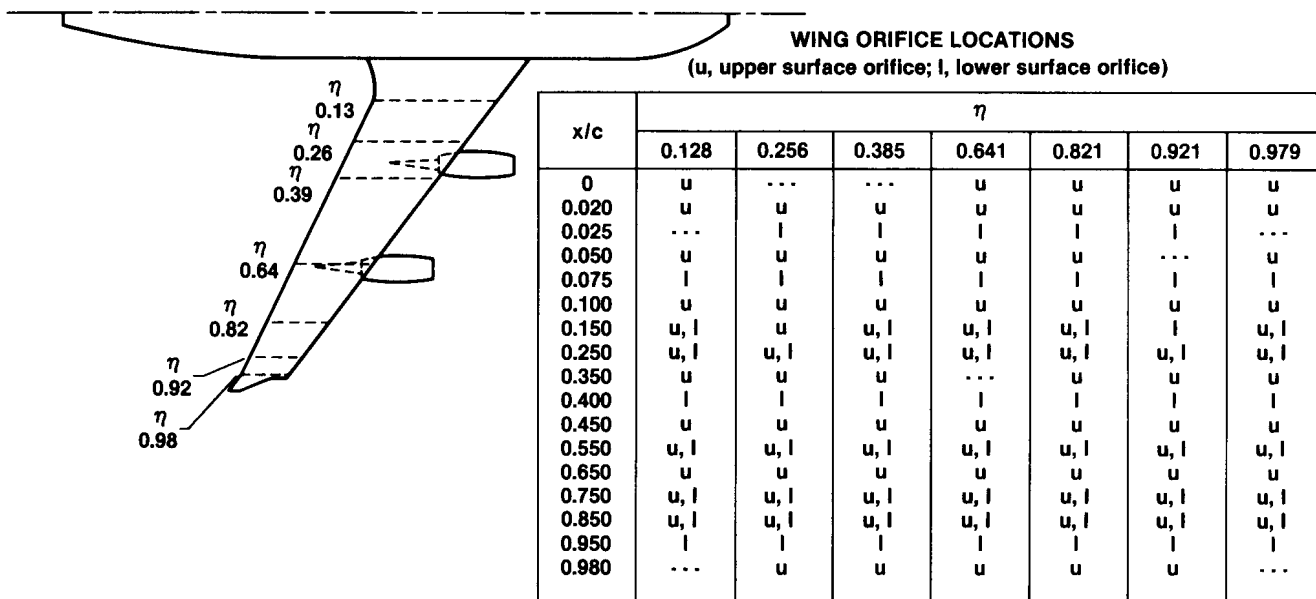 WING ORIFICE LOCATIONS
(u, upper surface orifice; l, lower surface orifice)
η
0.13
η
0.26
η
0.39
η
0.64
η
0.82
η
0.92
η
0.98
x/c η
0.128 0.256 0.385 0.641 0.821 0.921 0.979
0 u ... ... u u u u
0.020 u u u u u u u
0.025 ... l l l l l ...
0.050 u u u u u ... u
0.075 l l l l l l l
0.100 u u u u u u u
0.150 u, l u u, l u, l u, l l u, l
0.250 u, l u, l u, l u, l u, l u, l u, l
0.350 u u u ... u u u
0.400 l l l l l l l
0.450 u u u u u u u
0.550 u, l u, l u, l u, l u, l u, l u, l
0.650 u u u u u u u
0.750 u, l u, l u, l u, l u, l u, l u, l
0.850 u, l u, l u, l u, l u, l u, l u, l
0.950 l l l l l l l
0.980 ... u u u u u ...